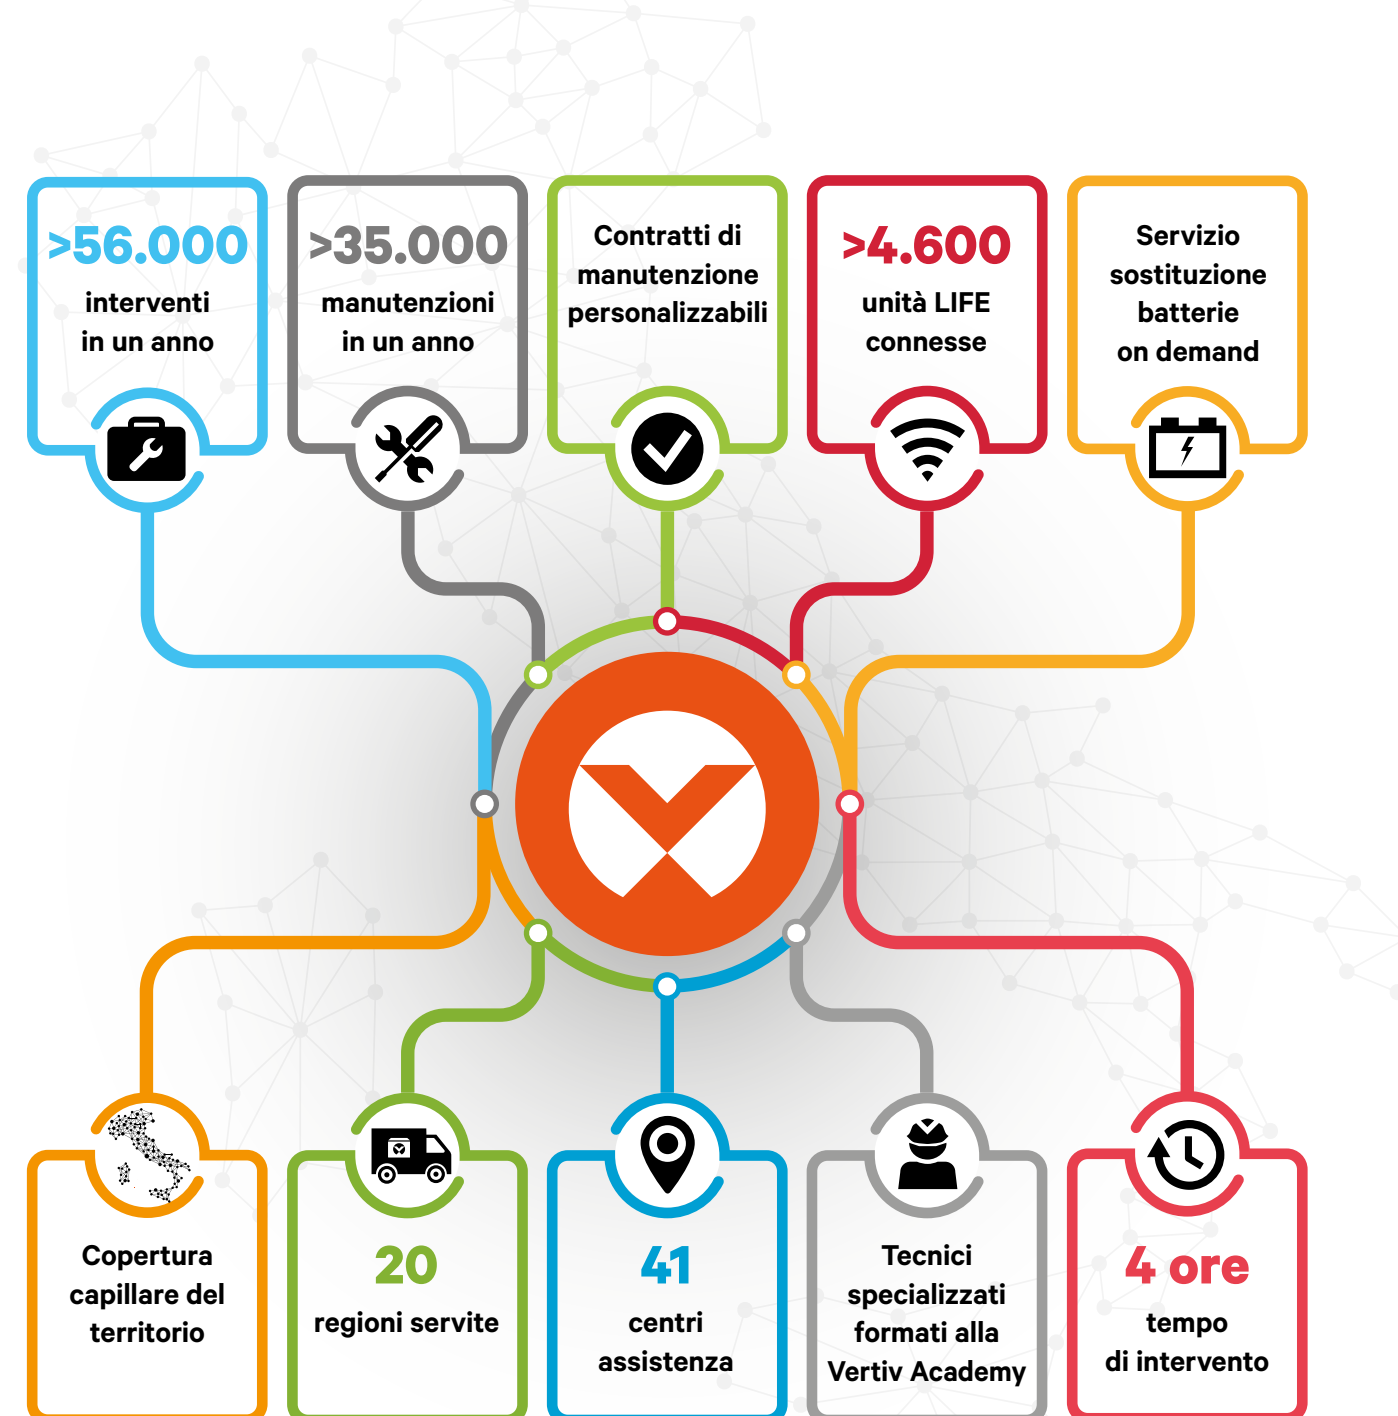 >56.000
interventi
in un anno
>35.000
manutenzioni
in un anno
Contratti di
manutenzione
personalizzabili
>4.600
unità LIFE
connesse
Servizio
sostituzione
batterie
on demand
Copertura
capillare del
territorio
20
regioni servite
41
centri
assistenza
Tecnici
specializzati
formati alla
Vertiv Academy
4 ore
tempo
di intervento